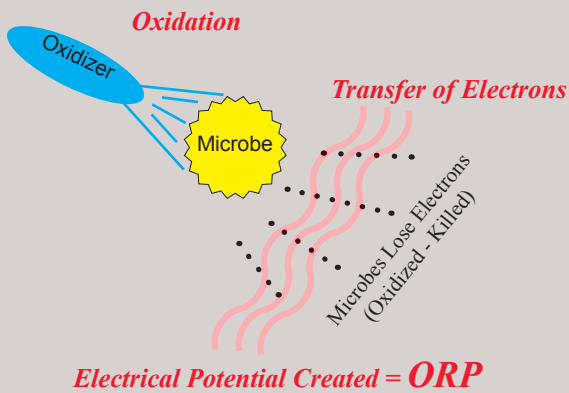 Oxidation
Oxidizer
Microbe
Transfer of Electrons
Microbes Lose Electrons
(Oxidized - Killed)
Electrical Potential Created = ORP